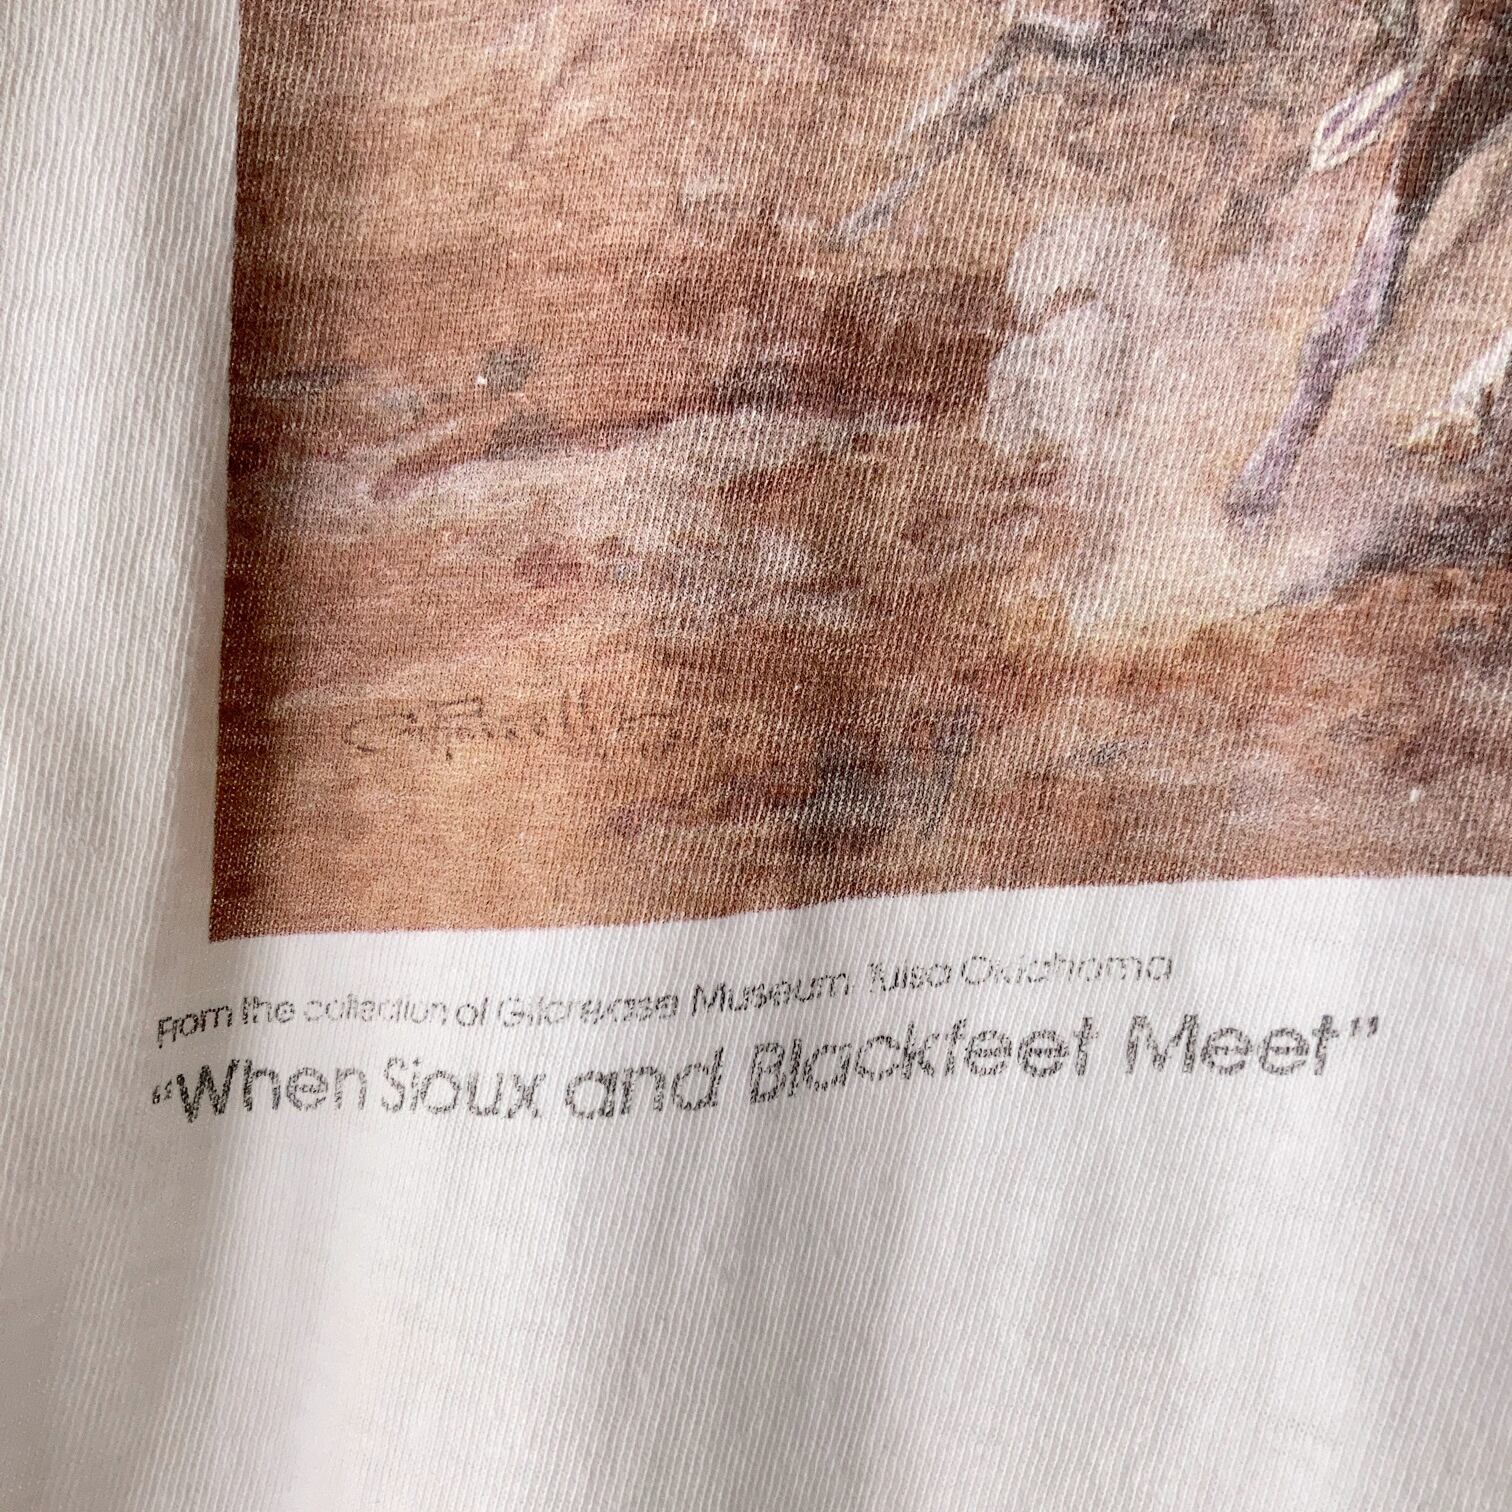 From the collection of Gilcrease Museum Tulsa Oklahoma
“When Sioux and Blackfeet Meet”